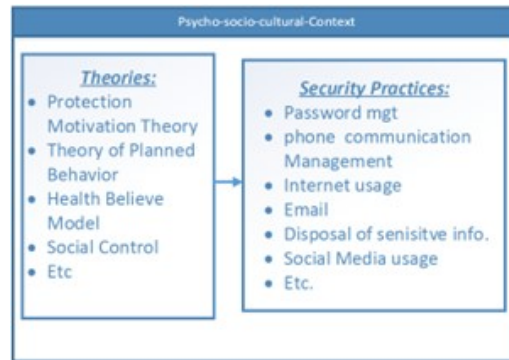 Psycho-socio-cultural-Context
Theories:
• Protection
Motivation Theory
• Theory of Planned
Behavior
• Health Believe
Model
• Social Control
• Etc
Security Practices:
• Password mgt
• phone communication
Management
• Internet usage
• Email
• Disposal of senisitve info.
• Social Media usage
• Etc.